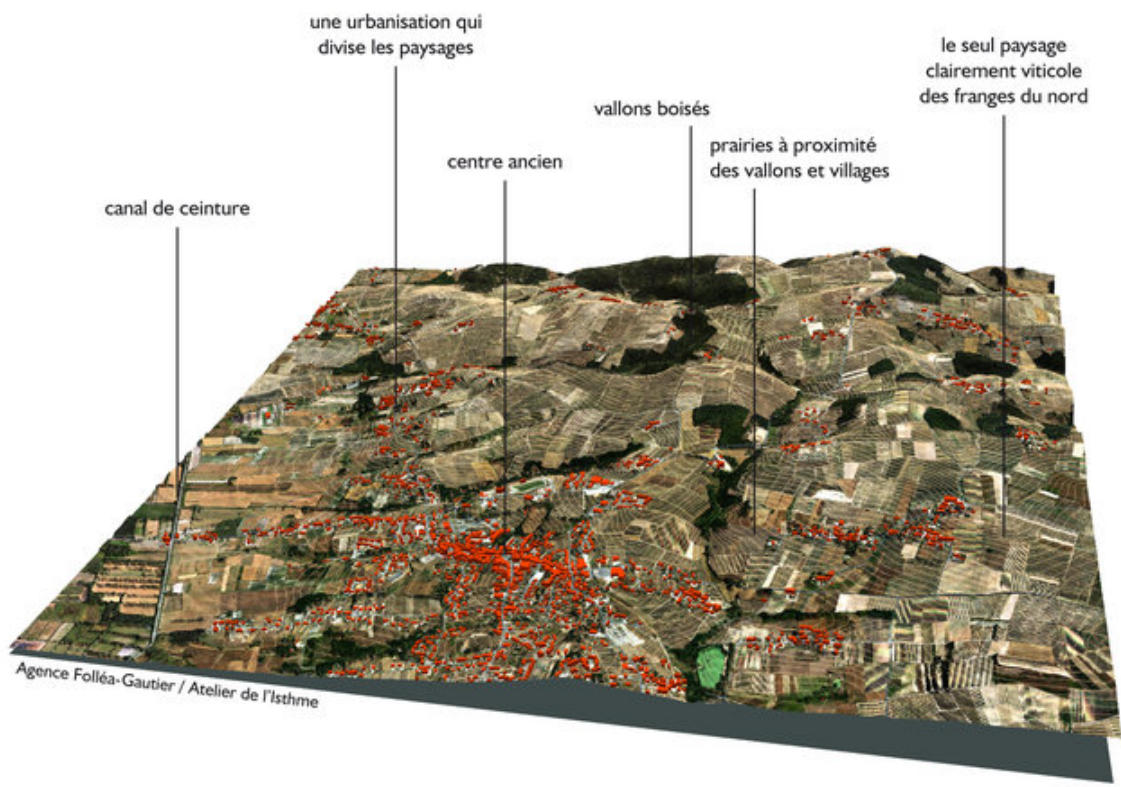 une urbanisation qui
divise les paysages
le seul paysage
clairement viticole
des franges du nord
vallons boisés
prairies à proximité
des vallons et villages
centre ancien
canal de ceinture
Agence Folléa-Gautier / Atelier de l'Isthme